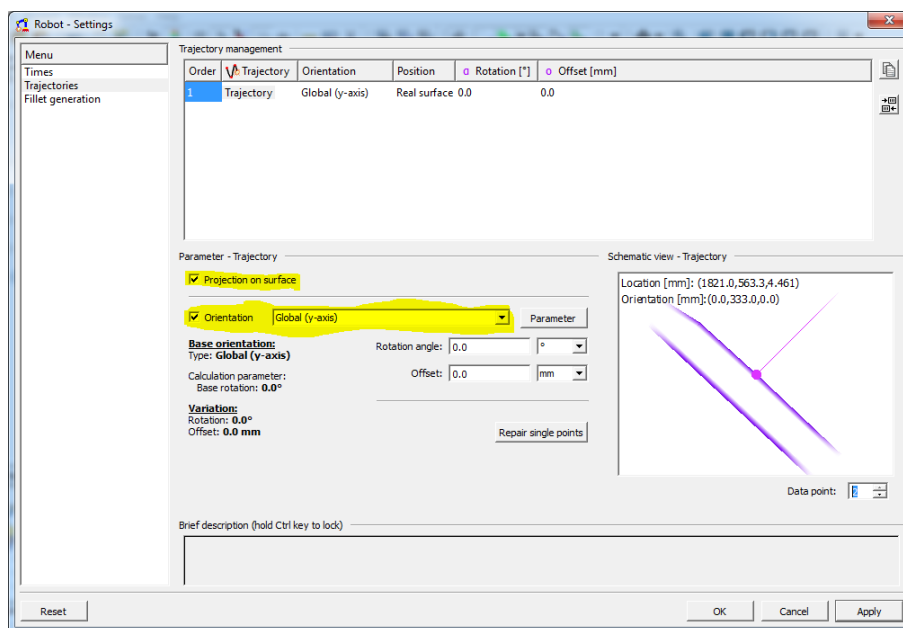 Robot - Settings
Menu
Times
Trajectories
Fillet generation
Trajectory management
Order Trajectory Orientation Position α Rotation [°] o Offset [mm]
1 Trajectory Global (y-axis) Real surface 0.0 0.0
Parameter - Trajectory
Projection on surface
Orientation Global (y-axis) Parameter
Base orientation:
Type: Global (y-axis)
Rotation angle: 0.0 °
Calculation parameter:
Base rotation: 0.0°
Offset: 0.0 mm
Variation:
Rotation: 0.0°
Offset: 0.0 mm
Repair single points
Schematic view - Trajectory
Location [mm]: (1821.0,563.3,4.461)
Orientation [mm]:(0.0,333.0,0.0)
Data point: 2
Brief description (hold Ctrl key to lock)
Reset OK Cancel Apply